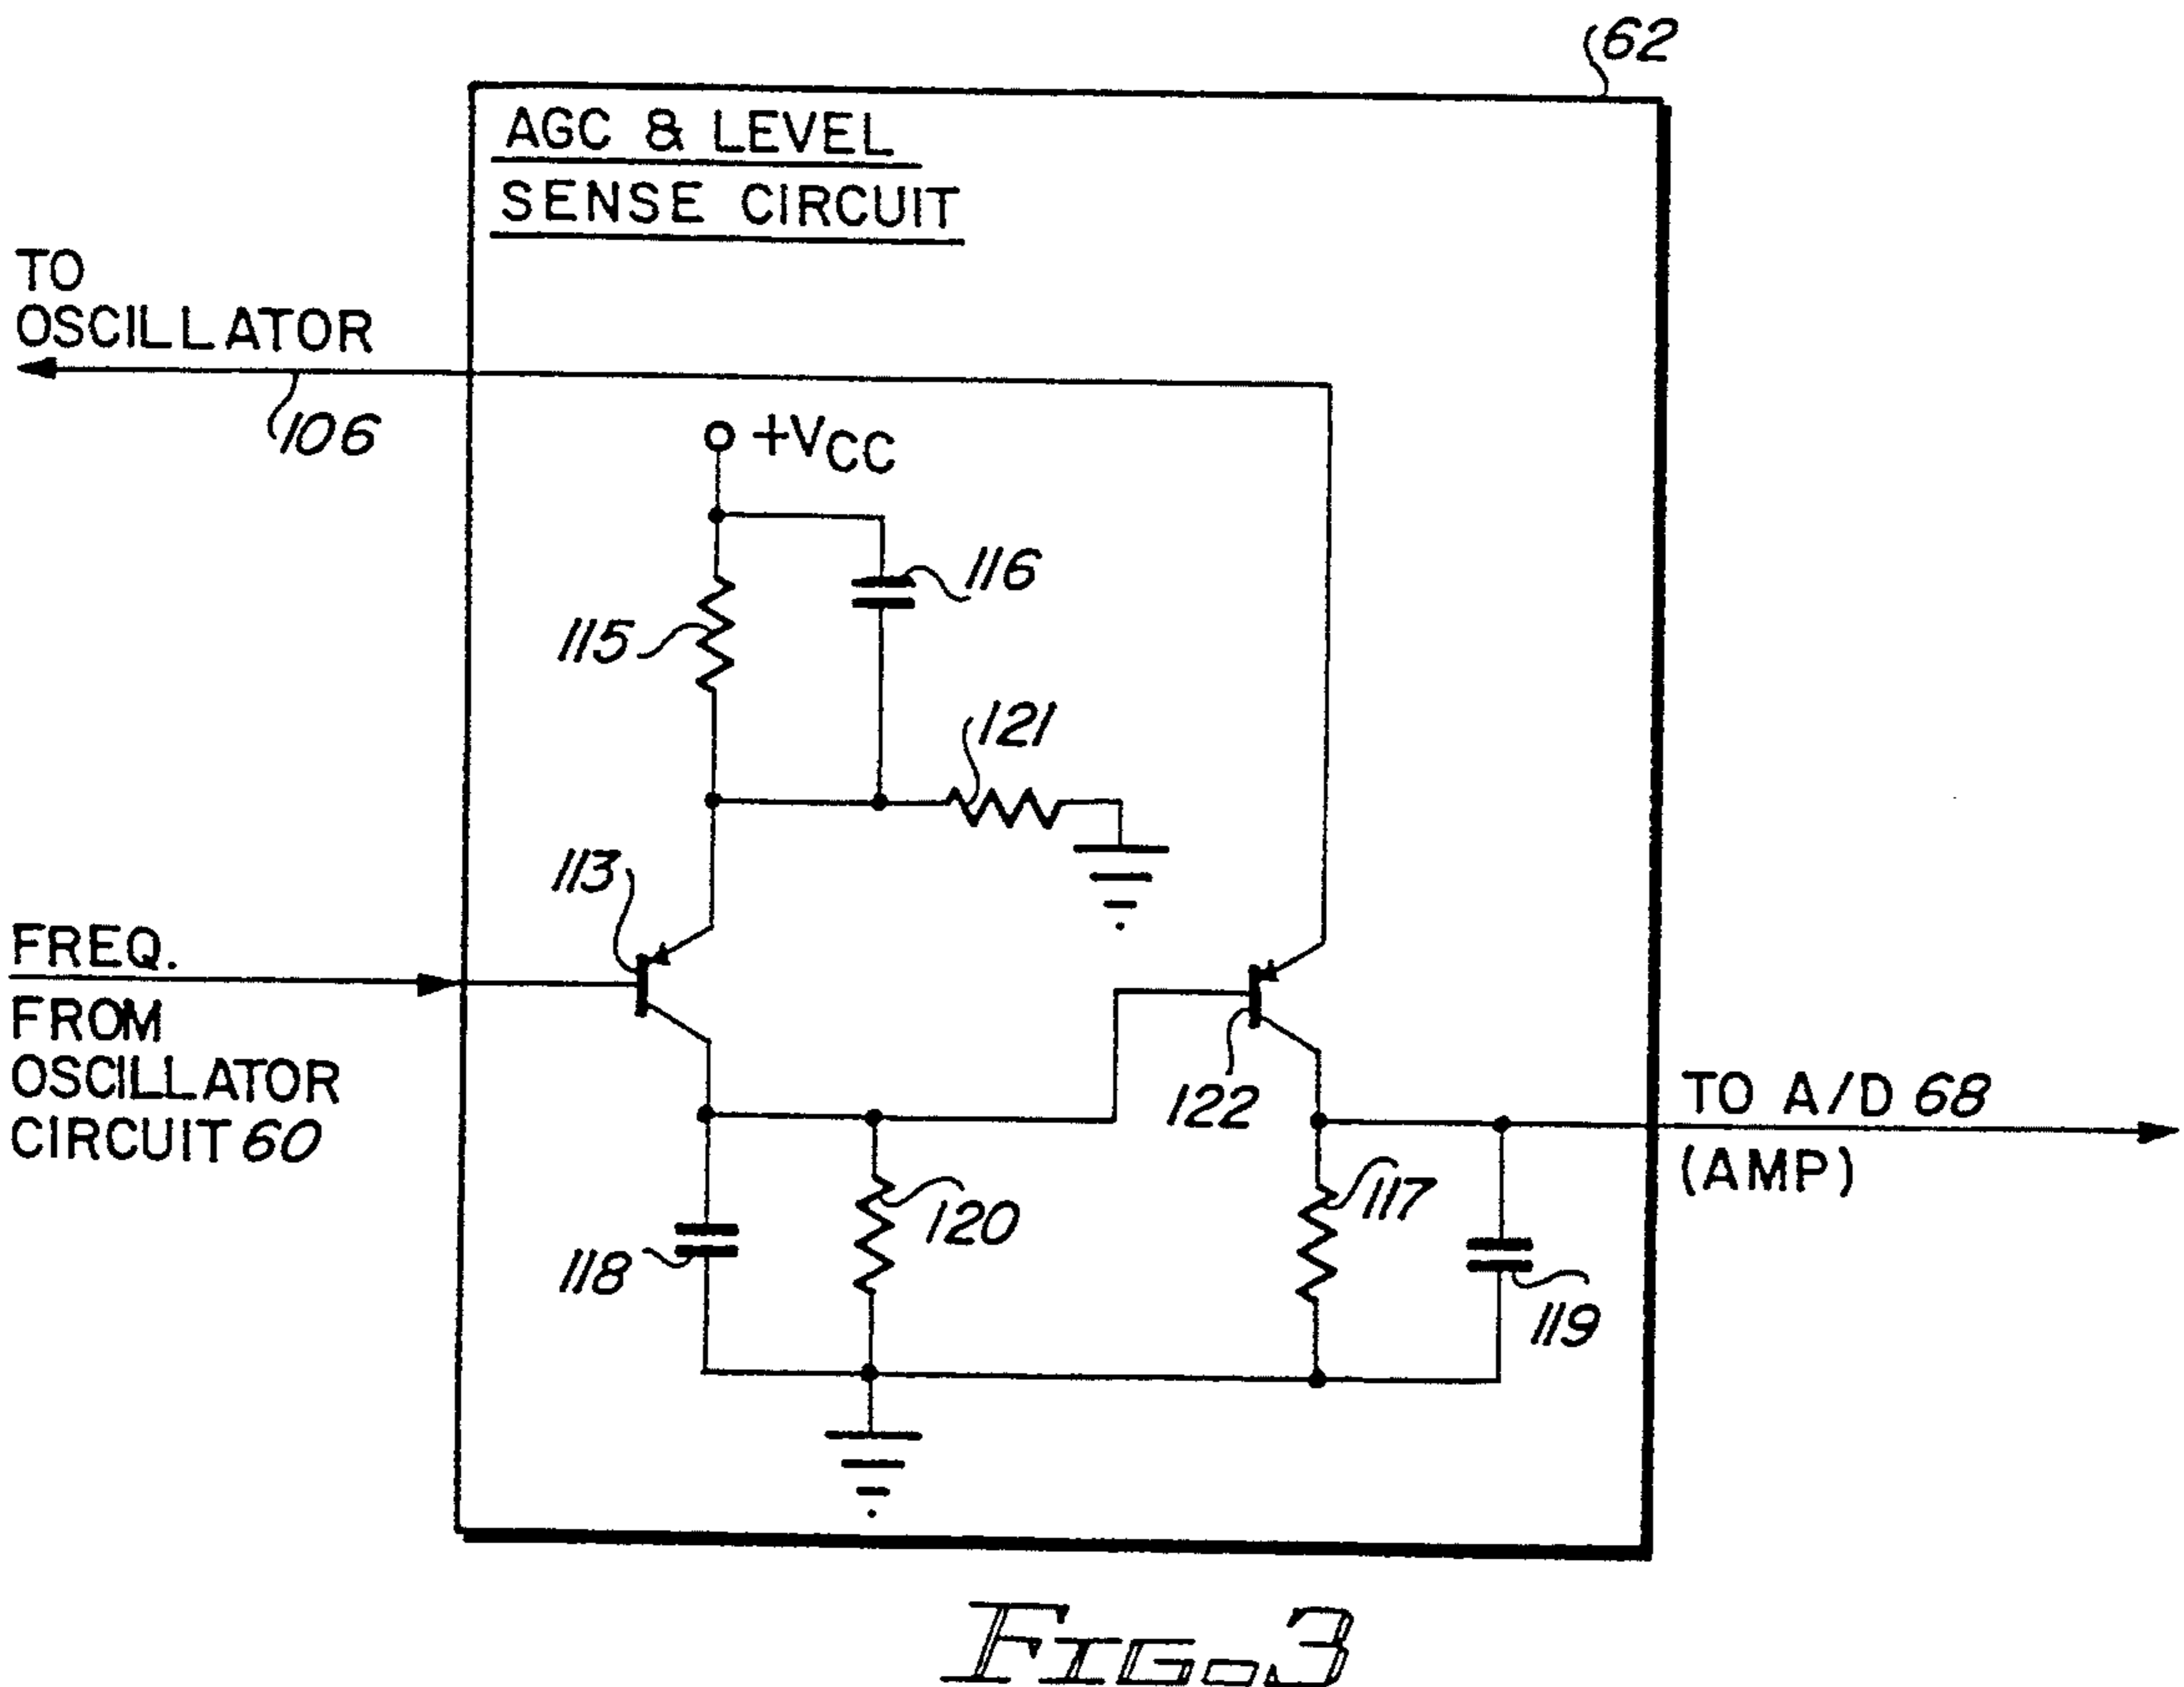 62
AGC & LEVEL
SENSE CIRCUIT
TO
OSCILLATOR
106
+VCC
116
115
121
113
FREQ.
FROM
OSCILLATOR
CIRCUIT 60
122
TO A/D 68
(AMP)
117
120
118
119
FIG. 3